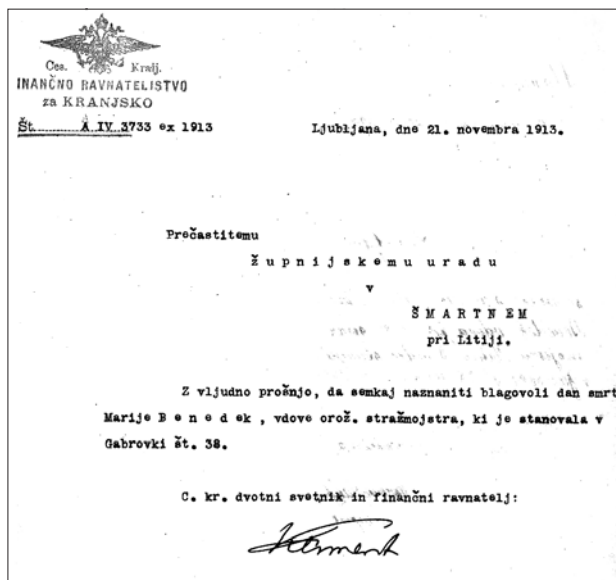 Ces. Kralj.
INANČNO RAVNATELJSTVO
za KRANJSKO
Št. A IV 3733 ex 1913
Ljubljana, dne 21. novembra 1913.
Prečastitemu
župnijskemu uradu
v
ŠMARTNEM
pri Litiji.
Z vljudno prošnjo, da semkaj naznaniti blagovoli dan smrt
Marije Benedek , vdove orož. stražmojstra, ki je stanovala v
Gabrovki št. 38.
C. kr. dvotni svetnik in finančni ravnatelj: